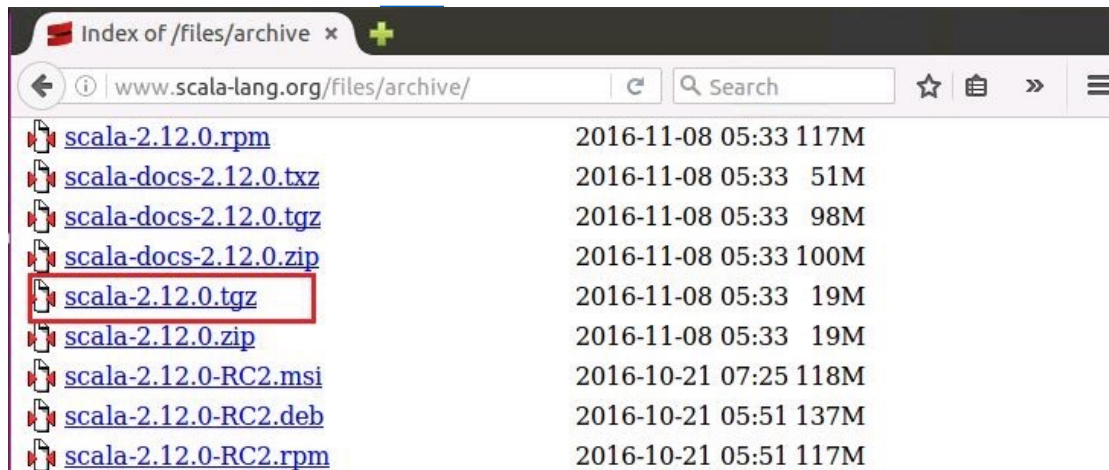 Index of /files/archive
www.scala-lang.org/files/archive/ Search
scala-2.12.0.rpm 2016-11-08 05:33 117M
scala-docs-2.12.0.txz 2016-11-08 05:33 51M
scala-docs-2.12.0.tgz 2016-11-08 05:33 98M
scala-docs-2.12.0.zip 2016-11-08 05:33 100M
scala-2.12.0.tgz 2016-11-08 05:33 19M
scala-2.12.0.zip 2016-11-08 05:33 19M
scala-2.12.0-RC2.msi 2016-10-21 07:25 118M
scala-2.12.0-RC2.deb 2016-10-21 05:51 137M
scala-2.12.0-RC2.rpm 2016-10-21 05:51 117M